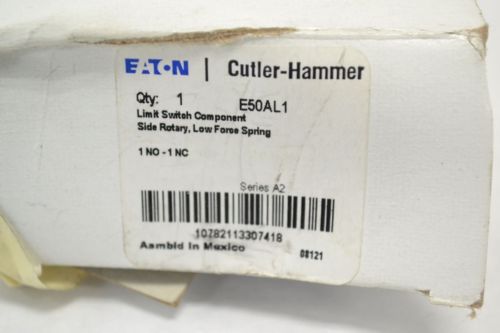 EATON | Cutler-Hammer
Qty: 1 E50AL1
Limit Switch Component
Side Rotary, Low Force Spring
1 NO - 1 NC
Series A2
10782113307418
Asmbld In Mexico 08121